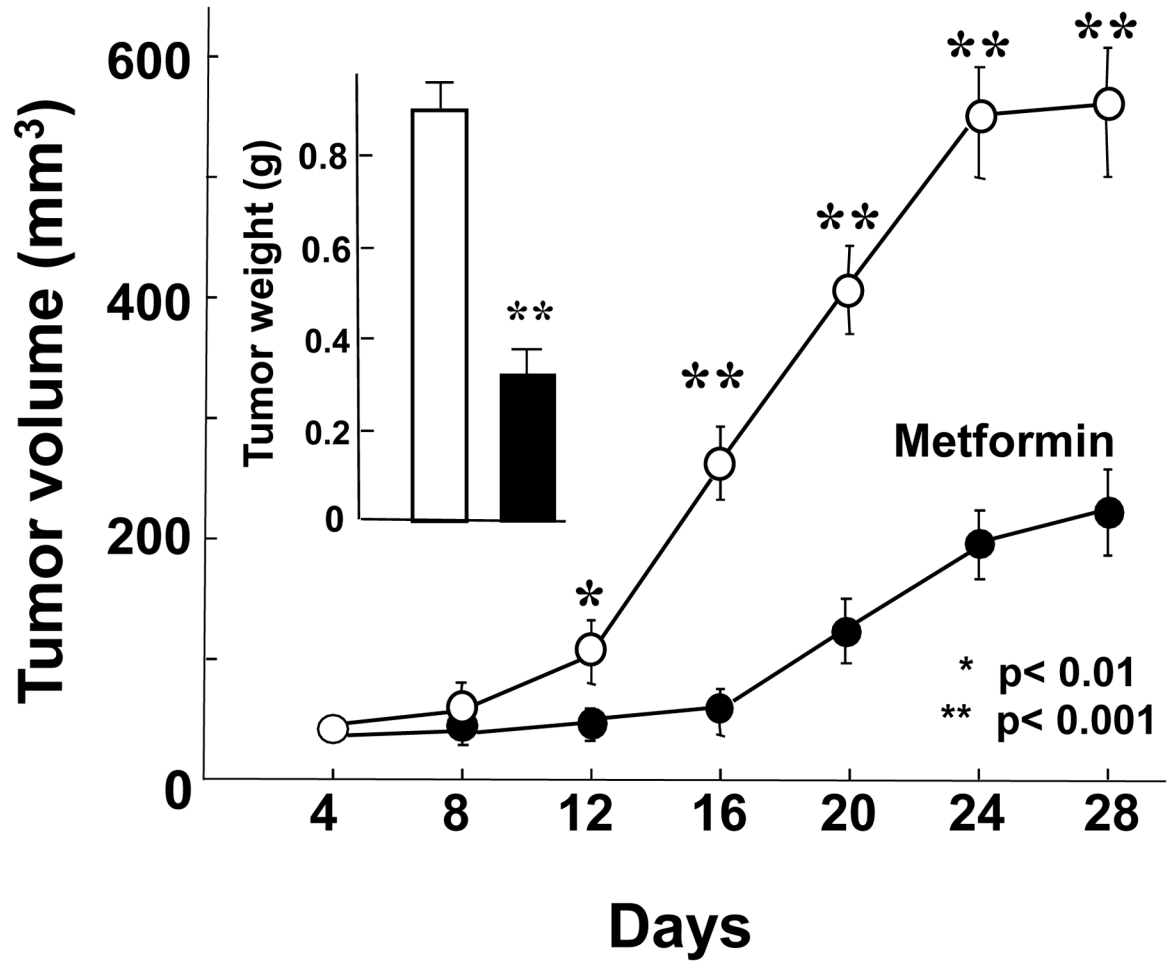 Tumor volume (mm³)
600
400
200
0
Tumor weight (g)
0.8
0.6
0.4
0.2
0
**
*
**
**
**
**
Metformin
* p< 0.01
** p< 0.001
4 8 12 16 20 24 28
Days